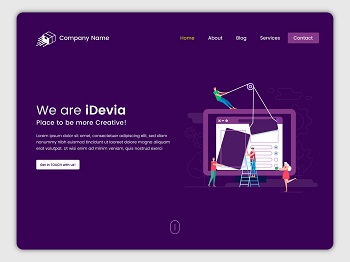 Company Name
Home
About
Blog
Services
Contact
We are iDevia
Place to be more Creative!
Lorem ipsum dolor sit amet, consectetuer adipiscing
elit, sed diam nonummy nibh euismod tincidunt ut
laoreet dolore magna aliquam erat volutpat. Ut wisi
enim ad minim veniam, quis nostrud exerci
Get in TOUCH with us!